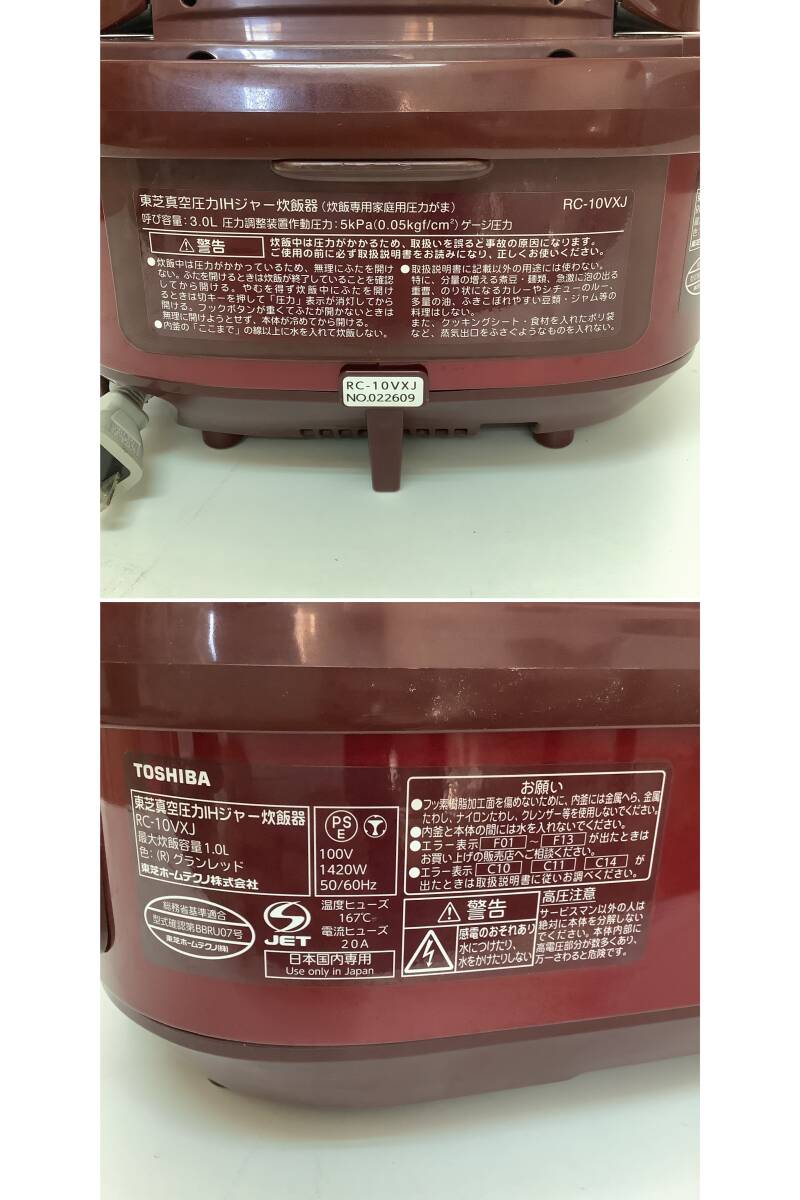 東芝真空圧力IHジャー炊飯器(炊飯専用家庭用圧力がま) RC-10VXJ
呼び容量:3.0L 圧力調整装置作動圧力:5kPa(0.05kgf/cm²)ゲージ圧力
⚠警告
炊飯中は圧力がかかるため、取扱いを誤ると事故の原因になります。
ご使用の前に必ず取扱説明書をお読みになり、正しくお使いください。
●炊飯中は圧力がかかっているため、無理にふたを開け
ない。ふたを開けるときは炊飯が終了していることを確認
してから開ける。やむを得ず炊飯中にふたを開け
るときは切キーを押して「圧力」表示が消灯してから
開ける。フックボタンが重くてふたが開かないときは
無理に開けようとせず、本体が冷めてから開ける。
●内釜の「ここまで」の線以上に水を入れて炊飯しない。
●取扱説明書に記載以外の用途には使わない。
特に、分量の増える煮豆・麺類、急激に泡の出る
重曹、のり状になるカレーやシチューのルー、
多量の油、ふきこぼれやすい豆類・ジャム等の
料理はしない。
また、クッキングシート・食材を入れたポリ袋
など、蒸気出口をふさぐようなものを入れない。
RC-10VXJ
NO.022609
TOSHIBA
東芝真空圧力IHジャー炊飯器
RC-10VXJ
最大炊飯容量1.0L
色:(R)グランレッド
東芝ホームテクノ株式会社
PS
E
100V
1420W
50/60Hz
総務省基準適合
型式確認第BBRU07号
東芝ホームテクノ(株)
S
JET
温度ヒューズ
167℃
電流ヒューズ
20A
日本国内専用
Use only in Japan
お願い
●フッ素樹脂加工面を傷めないために、内釜には金属へら、金属
たわし、ナイロンたわし、クレンザー等を使用しないでください。
●内釜と本体の間には水を入れないでください。
●エラー表示 F01 ～ F13 が出たときは
お買い上げの販売店へご相談ください。
●エラー表示 C10 C11 C14 が
出たときは取扱説明書に従いお調べください。
⚠警告
感電のおそれあり
水につけたり、
水をかけたりしない
高圧注意
サービスマン以外の人は
絶対に本体を分解しない
でください。本体内部に
高電圧部分が数多くあり、
万一さわると危険です。